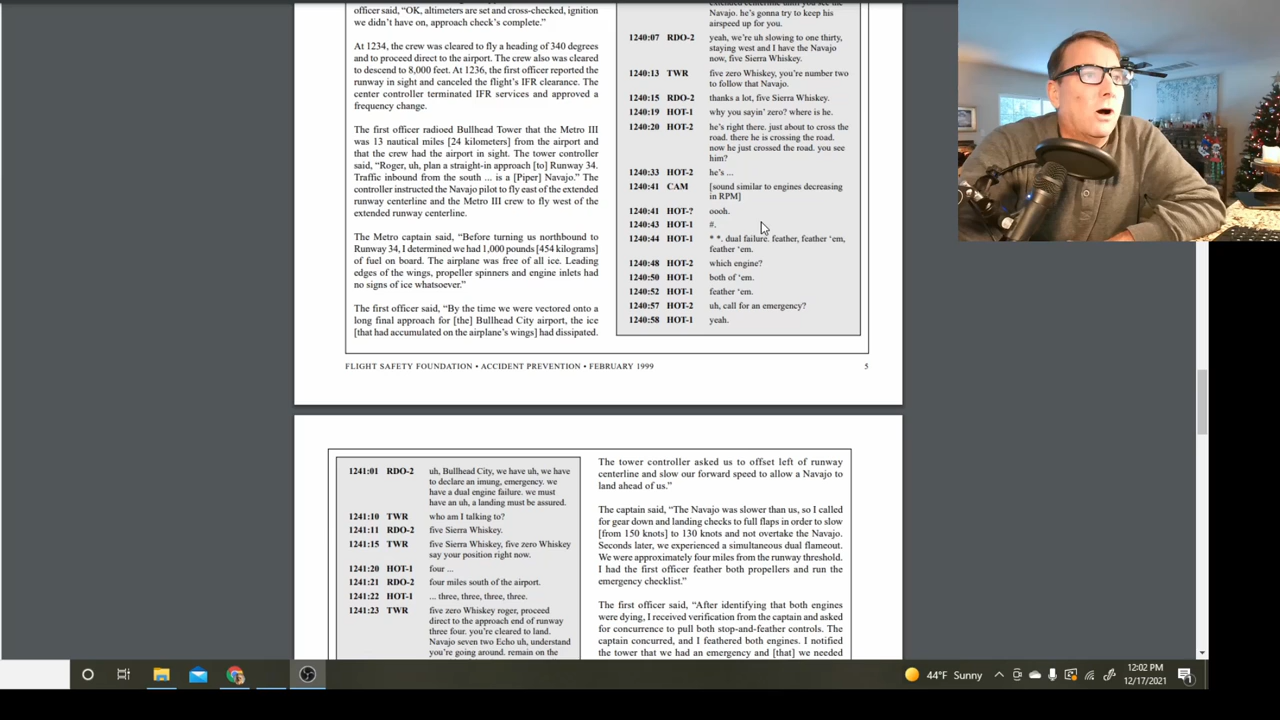 officer said, “OK, altimeters are set and cross-checked, ignition
we didn’t have on, approach check’s complete.”
At 1234, the crew was cleared to fly a heading of 340 degrees
and to proceed direct to the airport. The crew also was cleared
to descend to 8,000 feet. At 1236, the first officer reported the
runway in sight and canceled the flight’s IFR clearance. The
center controller terminated IFR services and approved a
frequency change.
The first officer radioed Bullhead Tower that the Metro III
was 13 nautical miles [24 kilometers] from the airport and
that the crew had the airport in sight. The tower controller
said, “Roger, uh, plan a straight-in approach [to] Runway 34.
Traffic inbound from the south ... is a [Piper] Navajo.” The
controller instructed the Navajo pilot to fly east of the extended
runway centerline and the Metro III crew to fly west of the
extended runway centerline.
The Metro captain said, “Before turning us northbound to
Runway 34, I determined we had 1,000 pounds [454 kilograms]
of fuel on board. The airplane was free of all ice. Leading
edges of the wings, propeller spinners and engine inlets had
no signs of ice whatsoever.”
The first officer said, “By the time we were vectored onto a
long final approach for [the] Bullhead City airport, the ice
[that had accumulated on the airplane’s wings] had dissipated.
Navajo. he’s gonna try to keep his
airspeed up for you.
1240:07 RDO-2 yeah, we’re uh slowing to one thirty,
staying west and I have the Navajo
now, five Sierra Whiskey.
1240:13 TWR five zero Whiskey, you’re number two
to follow that Navajo.
1240:15 RDO-2 thanks a lot, five Sierra Whiskey.
1240:19 HOT-1 why you sayin’ zero? where is he.
1240:20 HOT-2 he’s right there. just about to cross the
road. there he is crossing the road.
now he just crossed the road. you see
him?
1240:33 HOT-2 he’s ...
1240:41 CAM [sound similar to engines decreasing
in RPM]
1240:41 HOT-? oooh.
1240:43 HOT-1 #.
1240:44 HOT-1 * *. dual failure. feather, feather ‘em,
feather ‘em.
1240:48 HOT-2 which engine?
1240:50 HOT-1 both of ‘em.
1240:52 HOT-1 feather ‘em.
1240:57 HOT-2 uh, call for an emergency?
1240:58 HOT-1 yeah.
FLIGHT SAFETY FOUNDATION • ACCIDENT PREVENTION • FEBRUARY 1999 5
1241:01 RDO-2 uh, Bullhead City, we have uh, we have
to declare an imung, emergency. we
have a dual engine failure. we must
have an uh, a landing must be assured.
1241:10 TWR who am I talking to?
1241:11 RDO-2 five Sierra Whiskey.
1241:15 TWR five Sierra Whiskey, five zero Whiskey
say your position right now.
1241:20 HOT-1 four ...
1241:21 RDO-2 four miles south of the airport.
1241:22 HOT-1 ... three, three, three, three.
1241:23 TWR five zero Whiskey roger, proceed
direct to the approach end of runway
three four. you’re cleared to land.
Navajo seven two Echo uh, understand
you’re going around. remain on the
The tower controller asked us to offset left of runway
centerline and slow our forward speed to allow a Navajo to
land ahead of us.”
The captain said, “The Navajo was slower than us, so I called
for gear down and landing checks to full flaps in order to slow
[from 150 knots] to 130 knots and not overtake the Navajo.
Seconds later, we experienced a simultaneous dual flameout.
We were approximately four miles from the runway threshold.
I had the first officer feather both propellers and run the
emergency checklist.”
The first officer said, “After identifying that both engines
were dying, I received verification from the captain and asked
for concurrence to pull both stop-and-feather controls. The
captain concurred, and I feathered both engines. I notified
the tower that we had an emergency and [that] we needed
44°F Sunny
12:02 PM
12/17/2021